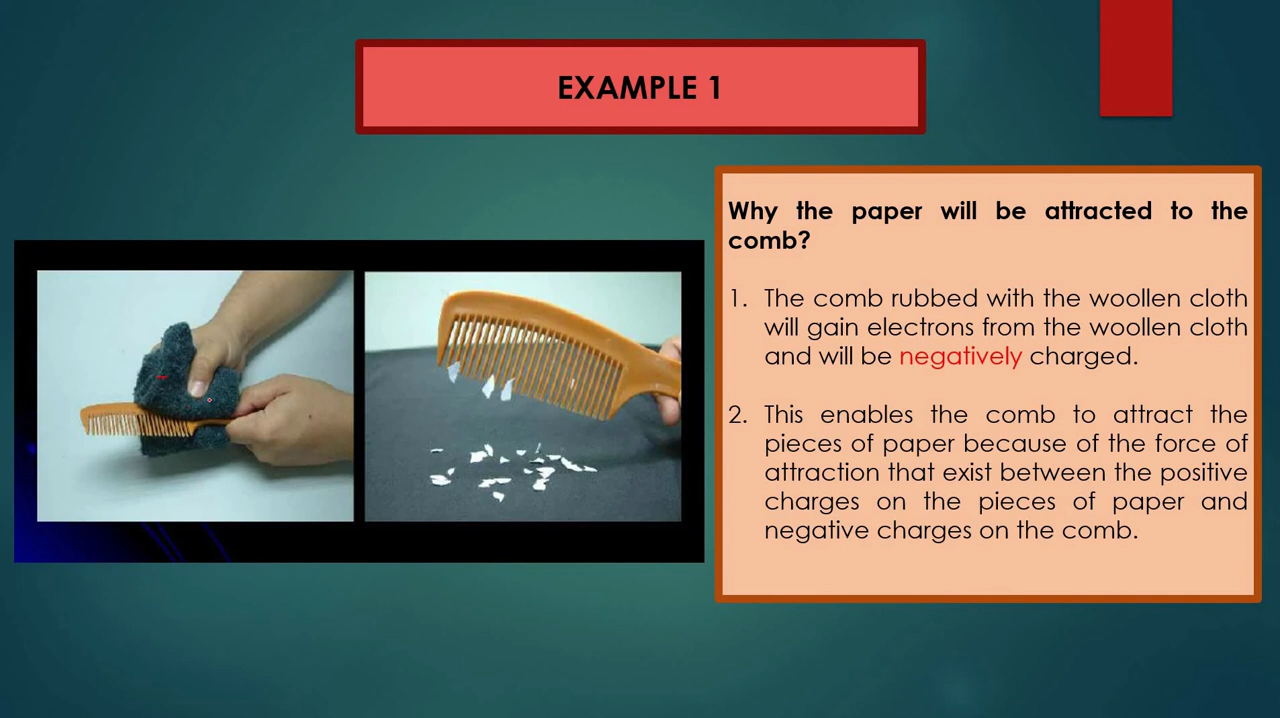 EXAMPLE 1
Why the paper will be attracted to the
comb?
1. The comb rubbed with the woollen cloth
will gain electrons from the woollen cloth
and will be negatively charged.
2. This enables the comb to attract the
pieces of paper because of the force of
attraction that exist between the positive
charges on the pieces of paper and
negative charges on the comb.